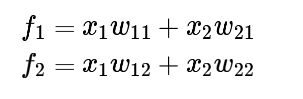 f₁ = x₁w₁₁ + x₂w₂₁
f₂ = x₁w₁₂ + x₂w₂₂